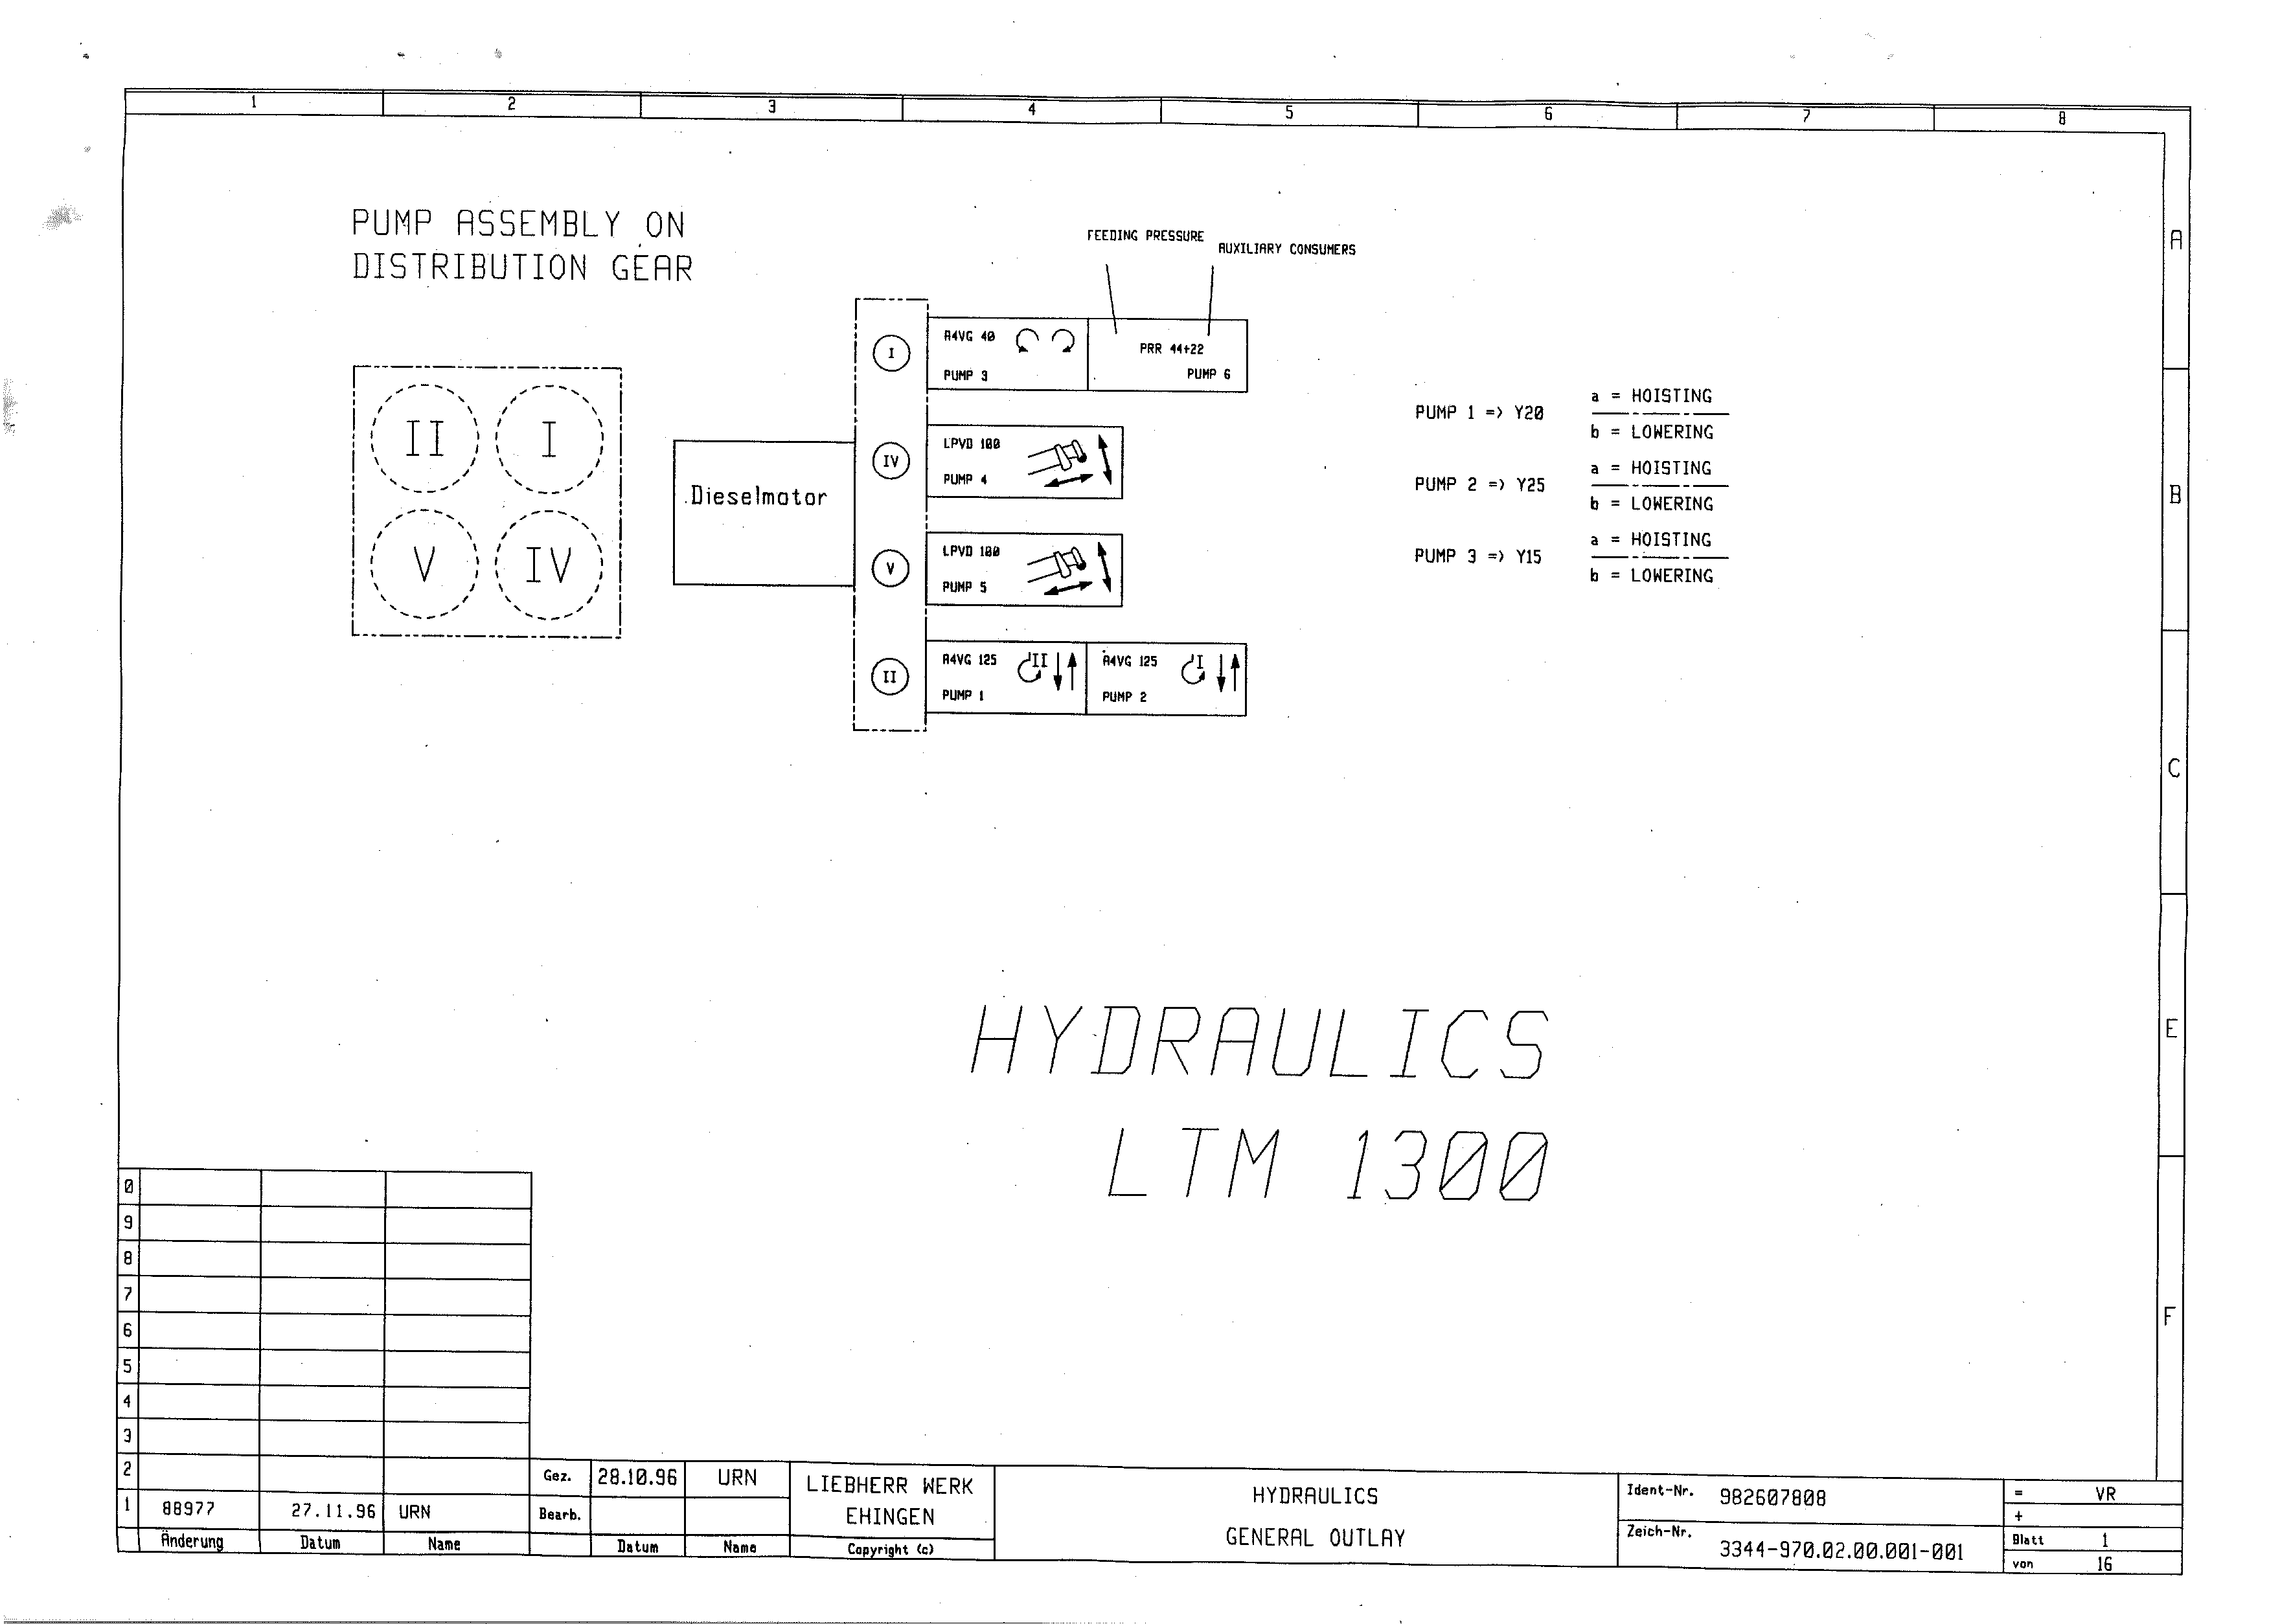 1 2 3 4 5 6 7 8
A
B
C
E
F
PUMP ASSEMBLY ON
DISTRIBUTION GEAR
II I
V IV
Dieselmotor
FEEDING PRESSURE
AUXILIARY CONSUMERS
I
A4VG 40
PUMP 3
PRR 44+22
PUMP 6
IV
LPVD 100
PUMP 4
V
LPVD 100
PUMP 5
II
A4VG 125
II
PUMP 1
A4VG 125
I
PUMP 2
PUMP 1 => Y20
a = HOISTING
b = LOWERING
PUMP 2 => Y25
a = HOISTING
b = LOWERING
PUMP 3 => Y15
a = HOISTING
b = LOWERING
HYDRAULICS
LTM 1300
0
9
8
7
6
5
4
3
2
1 88977 27.11.96 URN
Änderung Datum Name
Gez. 28.10.96 URN
Bearb.
Datum Name
LIEBHERR WERK
EHINGEN
Copyright (c)
HYDRAULICS
GENERAL OUTLAY
Ident-Nr. 982607808
Zeich-Nr. 3344-970.02.00.001-001
= VR
+
Blatt 1
von 16